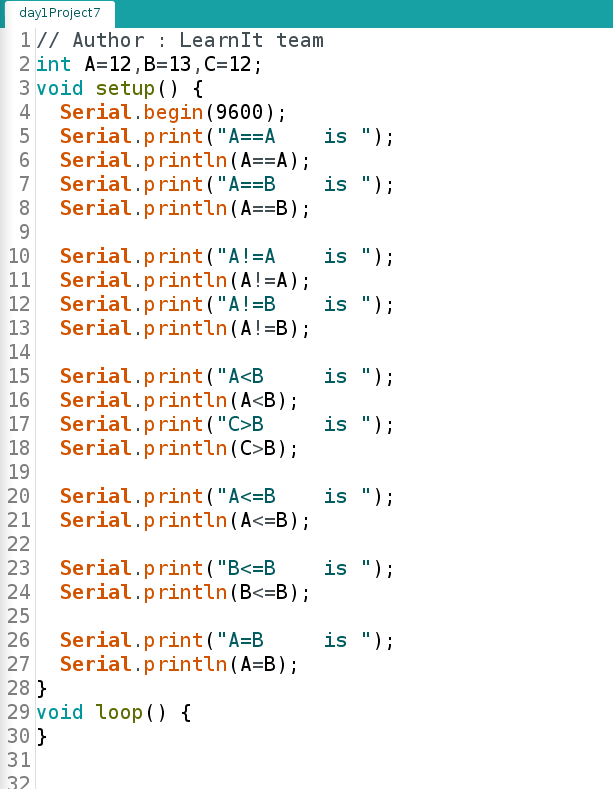 day1Project7
1 // Author : LearnIt team
2 int A=12,B=13,C=12;
3 void setup() {
4   Serial.begin(9600);
5   Serial.print("A==A    is ");
6   Serial.println(A==A);
7   Serial.print("A==B    is ");
8   Serial.println(A==B);
9
10   Serial.print("A!=A    is ");
11   Serial.println(A!=A);
12   Serial.print("A!=B    is ");
13   Serial.println(A!=B);
14
15   Serial.print("A<B     is ");
16   Serial.println(A<B);
17   Serial.print("C>B     is ");
18   Serial.println(C>B);
19
20   Serial.print("A<=B    is ");
21   Serial.println(A<=B);
22
23   Serial.print("B<=B    is ");
24   Serial.println(B<=B);
25
26   Serial.print("A=B     is ");
27   Serial.println(A=B);
28 }
29 void loop() {
30 }
31
32